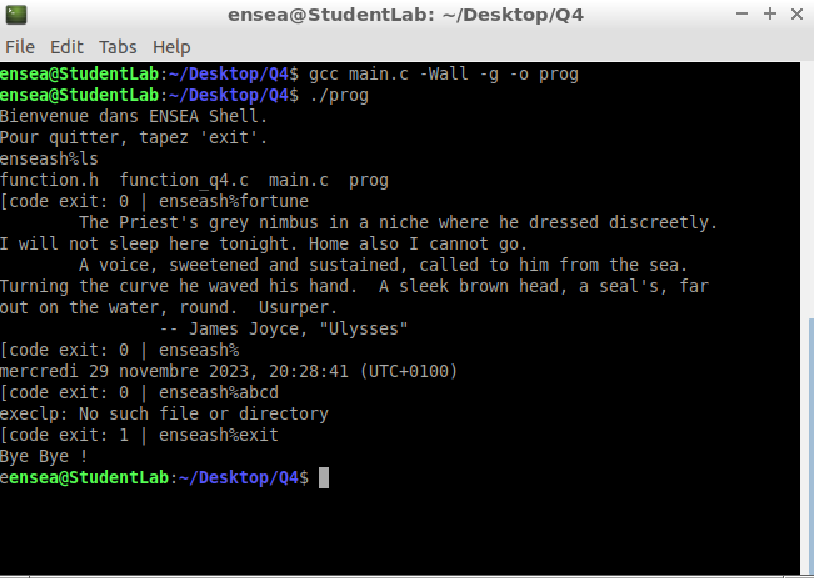 ensea@StudentLab: ~/Desktop/Q4
File Edit Tabs Help
ensea@StudentLab:~/Desktop/Q4$ gcc main.c -Wall -g -o prog
ensea@StudentLab:~/Desktop/Q4$ ./prog
Bienvenue dans ENSEA Shell.
Pour quitter, tapez 'exit'.
enseash%ls
function.h  function_q4.c  main.c  prog
[code exit: 0 | enseash%fortune
        The Priest's grey nimbus in a niche where he dressed discreetly.
I will not sleep here tonight. Home also I cannot go.
        A voice, sweetened and sustained, called to him from the sea.
Turning the curve he waved his hand.  A sleek brown head, a seal's, far
out on the water, round.  Usurper.
                -- James Joyce, "Ulysses"
[code exit: 0 | enseash%
mercredi 29 novembre 2023, 20:28:41 (UTC+0100)
[code exit: 0 | enseash%abcd
execlp: No such file or directory
[code exit: 1 | enseash%exit
Bye Bye !
eensea@StudentLab:~/Desktop/Q4$